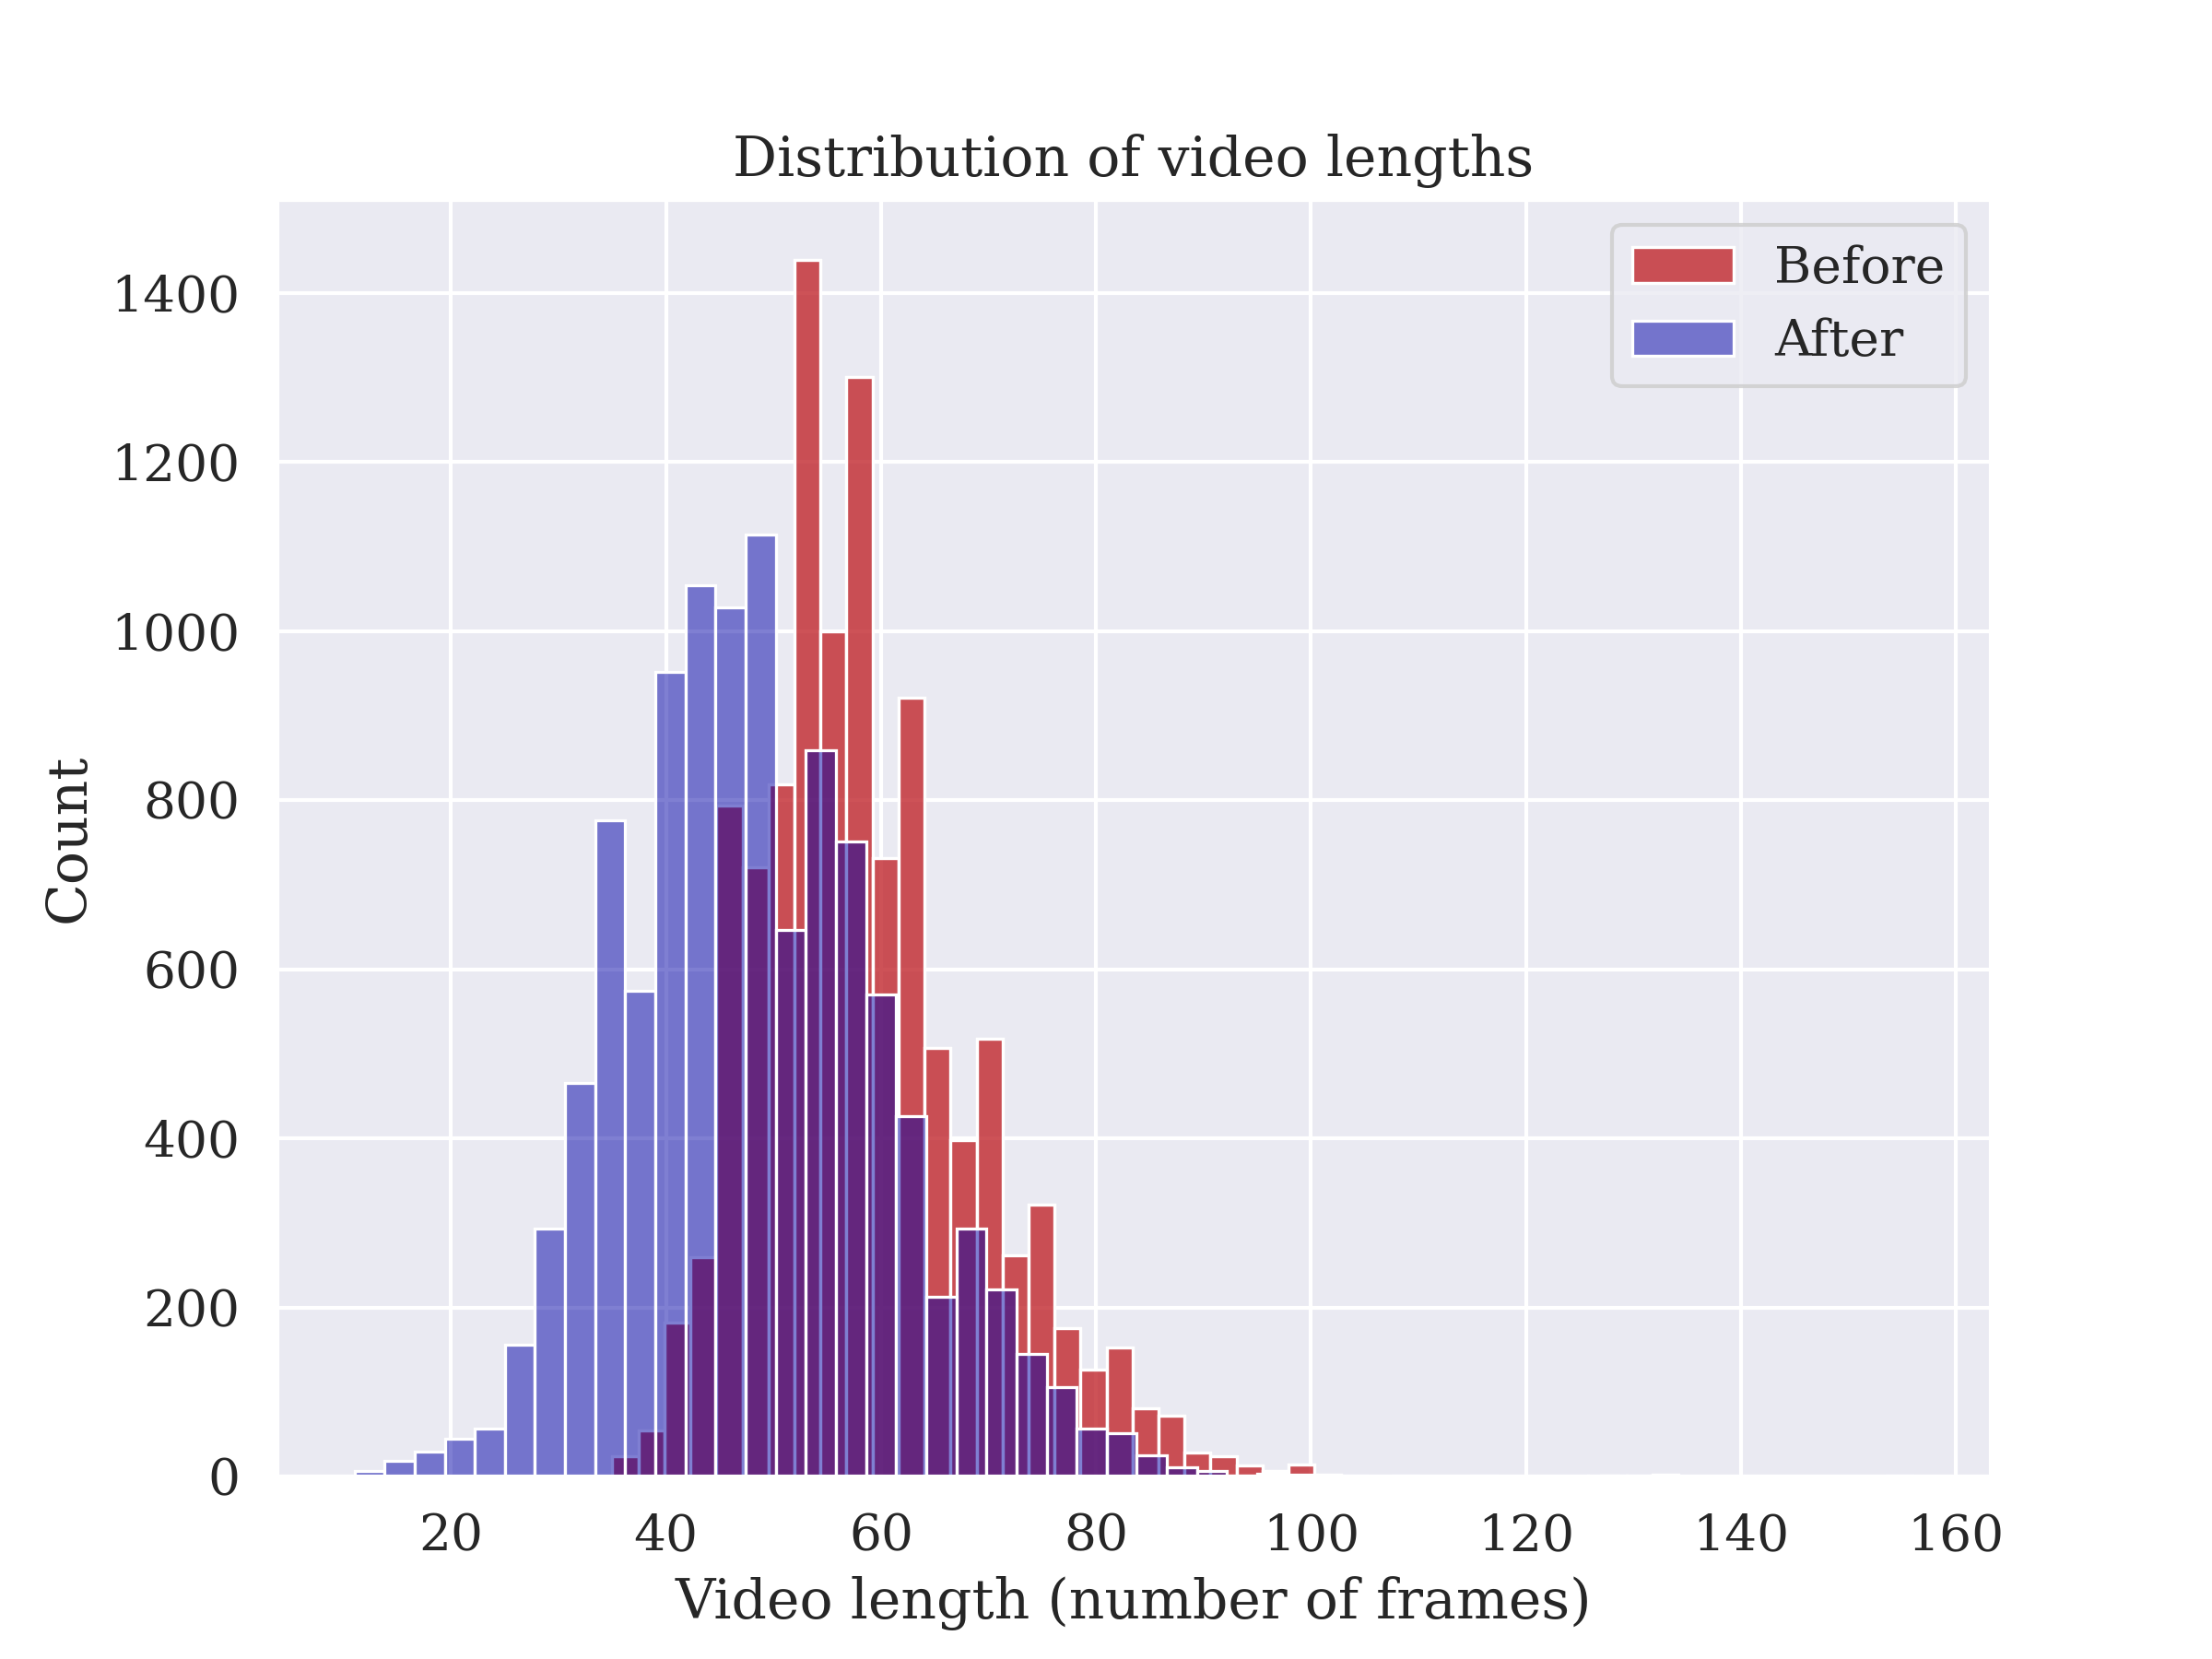 Distribution of video lengths
Before
After
1400
1200
1000
800
600
400
200
0
Count
20 40 60 80 100 120 140 160
Video length (number of frames)